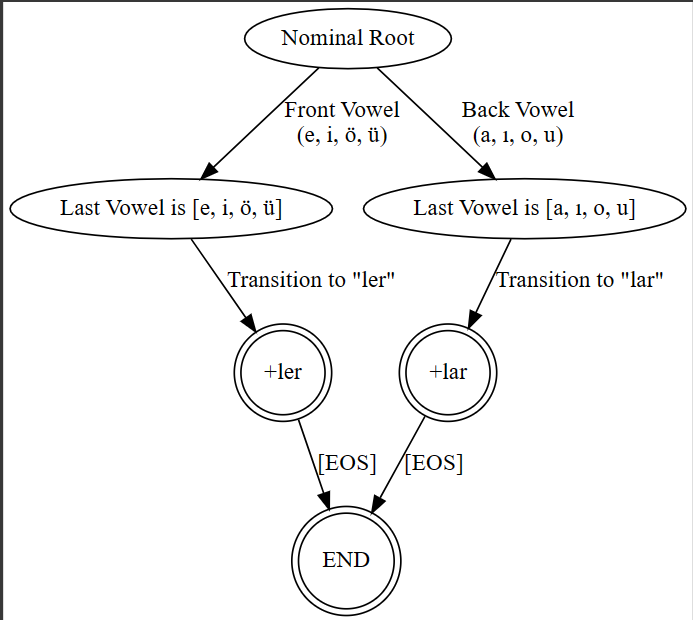 Nominal Root
Front Vowel
(e, i, ö, ü)
Back Vowel
(a, ı, o, u)
Last Vowel is [e, i, ö, ü]
Last Vowel is [a, ı, o, u]
Transition to "ler"
Transition to "lar"
+ler
+lar
[EOS]
[EOS]
END